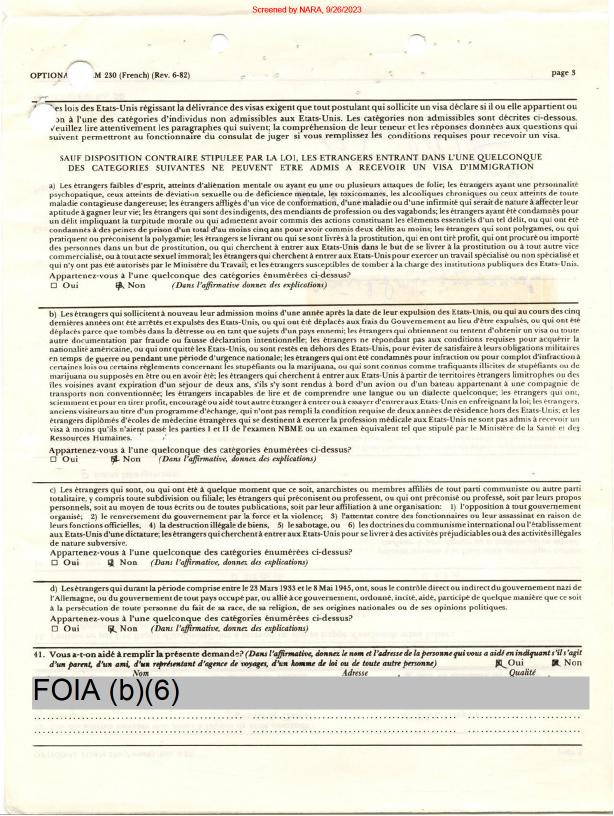 Screened by NARA, 9/26/2023
OPTIONA M 230 (French) (Rev. 6-82)
page 3
es lois des Etats-Unis régissant la délivrance des visas exigent que tout postulant qui sollicite un visa déclare si il ou elle appartient ou
on à l'une des catégories d'individus non admissibles aux Etats-Unis. Les catégories non admissibles sont décrites ci-dessous.
Veuillez lire attentivement les paragraphes qui suivent; la compréhension de leur teneur et les réponses données aux questions qui
suivent permettront au fonctionnaire du consulat de juger si vous remplissez les conditions requises pour recevoir un visa.
SAUF DISPOSITION CONTRAIRE STIPULEE PAR LA LOI, LES ETRANGERS ENTRANT DANS L'UNE QUELCONQUE
DES CATEGORIES SUIVANTES NE PEUVENT ETRE ADMIS A RECEVOIR UN VISA D'IMMIGRATION
a) Les étrangers faibles d'esprit, atteints d'aliénation mentale ou ayant eu une ou plusieurs attaques de folie; les étrangers ayant une personnalité
psychopatique, ceux atteints de déviation sexuelle ou de déficience mentale, les toxicomanes, les alcooliques chroniques ou ceux atteints de toute
maladie contagieuse dangereuse; les étrangers affligés d'un vice de conformation, d'une maladie ou d'une infirmité qui serait de nature à affecter leur
aptitude à gagner leur vie; les étrangers qui sont des indigents, des mendiants de profession ou des vagabonds; les étrangers ayant été condamnés pour
un délit impliquant la turpitude morale ou qui admettent avoir commis des actions constituant les éléments essentiels d'un tel délit, ou qui ont été
condamnés à des peines de prison d'un total d'au moins cinq ans pour avoir commis deux délits au moins; les étrangers qui sont polygames, ou qui
pratiquent ou préconisent la polygamie; les étrangers se livrant ou qui se sont livrés à la prostitution, qui en ont tiré profit, qui ont procuré ou importé
des personnes dans un but de prostitution, ou qui cherchent à entrer aux Etats-Unis dans le but de se livrer à la prostitution ou à tout autre vice
commercialisé, ou à tout acte sexuel immoral; les étrangers qui cherchent à entrer aux Etats-Unis pour exercer un travail spécialisé ou non spécialisé et
qui n'y ont pas été autorisés par le Ministère du Travail; et les étrangers susceptibles de tomber à la charge des institutions publiques des Etats-Unis.
Appartenez-vous à l'une quelconque des catégories énumérées ci-dessus?
☐ Oui ☒ Non (Dans l'affirmative, donnez des explications)
b) Les étrangers qui sollicitent à nouveau leur admission moins d'une année après la date de leur expulsion des Etats-Unis, ou qui au cours des cinq
dernières années ont été arrêtés et expulsés des Etats-Unis, ou qui ont été déplacés aux frais du Gouvernement au lieu d'être expulsés, ou qui ont été
déplacés parce que tombés dans la détresse ou en tant que sujets d'un pays ennemi; les étrangers qui obtiennent ou tentent d'obtenir un visa ou toute
autre documentation par fraude ou fausse déclaration intentionnelle; les étrangers ne répondant pas aux conditions requises pour acquérir la
nationalité américaine, ou qui ont quitté les Etats-Unis, ou sont restés en dehors des Etats-Unis, pour éviter de satisfaire à leurs obligations militaires
en temps de guerre ou pendant une période d'urgence nationale; les étrangers qui ont été condamnés pour infraction ou pour complot d'infraction à
certaines lois ou certains règlements concernant les stupéfiants ou la marijuana, ou qui sont connus comme trafiquants illicites de stupéfiants ou de
marijuana ou supposés en être ou en avoir été; les étrangers qui cherchent à entrer aux Etats-Unis à partir de territoires étrangers limitrophes ou des
îles voisines avant expiration d'un séjour de deux ans, s'ils s'y sont rendus à bord d'un avion ou d'un bateau appartenant à une compagnie de
transports non conventionnée; les étrangers incapables de lire et de comprendre une langue ou un dialecte quelconque; les étrangers qui ont,
sciemment et pour en tirer profit, encouragé ou aidé tout autre étranger à entrer ou à essayer d'entrer aux Etats-Unis en enfreignant la loi; les étrangers,
anciens visiteurs au titre d'un programme d'échange, qui n'ont pas rempli la condition requise de deux années de résidence hors des Etats-Unis; et les
étrangers diplômés d'écoles de médecine étrangères qui se destinent à exercer la profession médicale aux Etats-Unis ne sont pas admis à recevoir un
visa à moins qu'ils n'aient passé les parties I et II de l'examen NBME ou un examen équivalent tel que stipulé par le Ministère de la Santé et des
Ressources Humaines.
Appartenez-vous à l'une quelconque des catégories énumérées ci-dessus?
☐ Oui ☒ Non (Dans l'affirmative, donnez des explications)
c) Les étrangers qui sont, ou qui ont été à quelque moment que ce soit, anarchistes ou membres affiliés de tout parti communiste ou autre parti
totalitaire, y compris toute subdivision ou filiale; les étrangers qui préconisent ou professent, ou qui ont préconisé ou professé, soit par leurs propos
personnels, soit au moyen de tous écrits ou de toutes publications, soit par leur affiliation à une organisation: 1) l'opposition à tout gouvernement
organisé; 2) le renversement du gouvernement par la force et la violence; 3) l'attentat contre des fonctionnaires ou leur assassinat en raison de
leurs fonctions officielles, 4) la destruction illégale de biens, 5) le sabotage, ou 6) les doctrines du communisme international ou l'établissement
aux Etats-Unis d'une dictature; les étrangers qui cherchent à entrer aux Etats-Unis pour se livrer à des activités préjudiciables ou à des activités illégales
de nature subversive.
Appartenez-vous à l'une quelconque des catégories énumérées ci-dessus?
☐ Oui ☒ Non (Dans l'affirmative, donnez des explications)
d) Les étrangers qui durant la période comprise entre le 23 Mars 1933 et le 8 Mai 1945, ont, sous le contrôle direct ou indirect du gouvernement nazi de
l'Allemagne, ou du gouvernement de tout pays occupé par, ou allié à ce gouvernement, ordonné, incité, aidé, participé de quelque manière que ce soit
à la persécution de toute personne du fait de sa race, de sa religion, de ses origines nationales ou de ses opinions politiques.
Appartenez-vous à l'une quelconque des catégories énumérées ci-dessus?
☐ Oui ☒ Non (Dans l'affirmative, donnez des explications)
41. Vous a-t-on aidé à remplir la présente demande? (Dans l'affirmative, donnez le nom et l'adresse de la personne qui vous a aidé en indiquant s'il s'agit
d'un parent, d'un ami, d'un représentant d'agence de voyages, d'un homme de loi ou de toute autre personne) ☒ Oui ☒ Non
Nom Adresse Qualité
FOIA (b)(6)